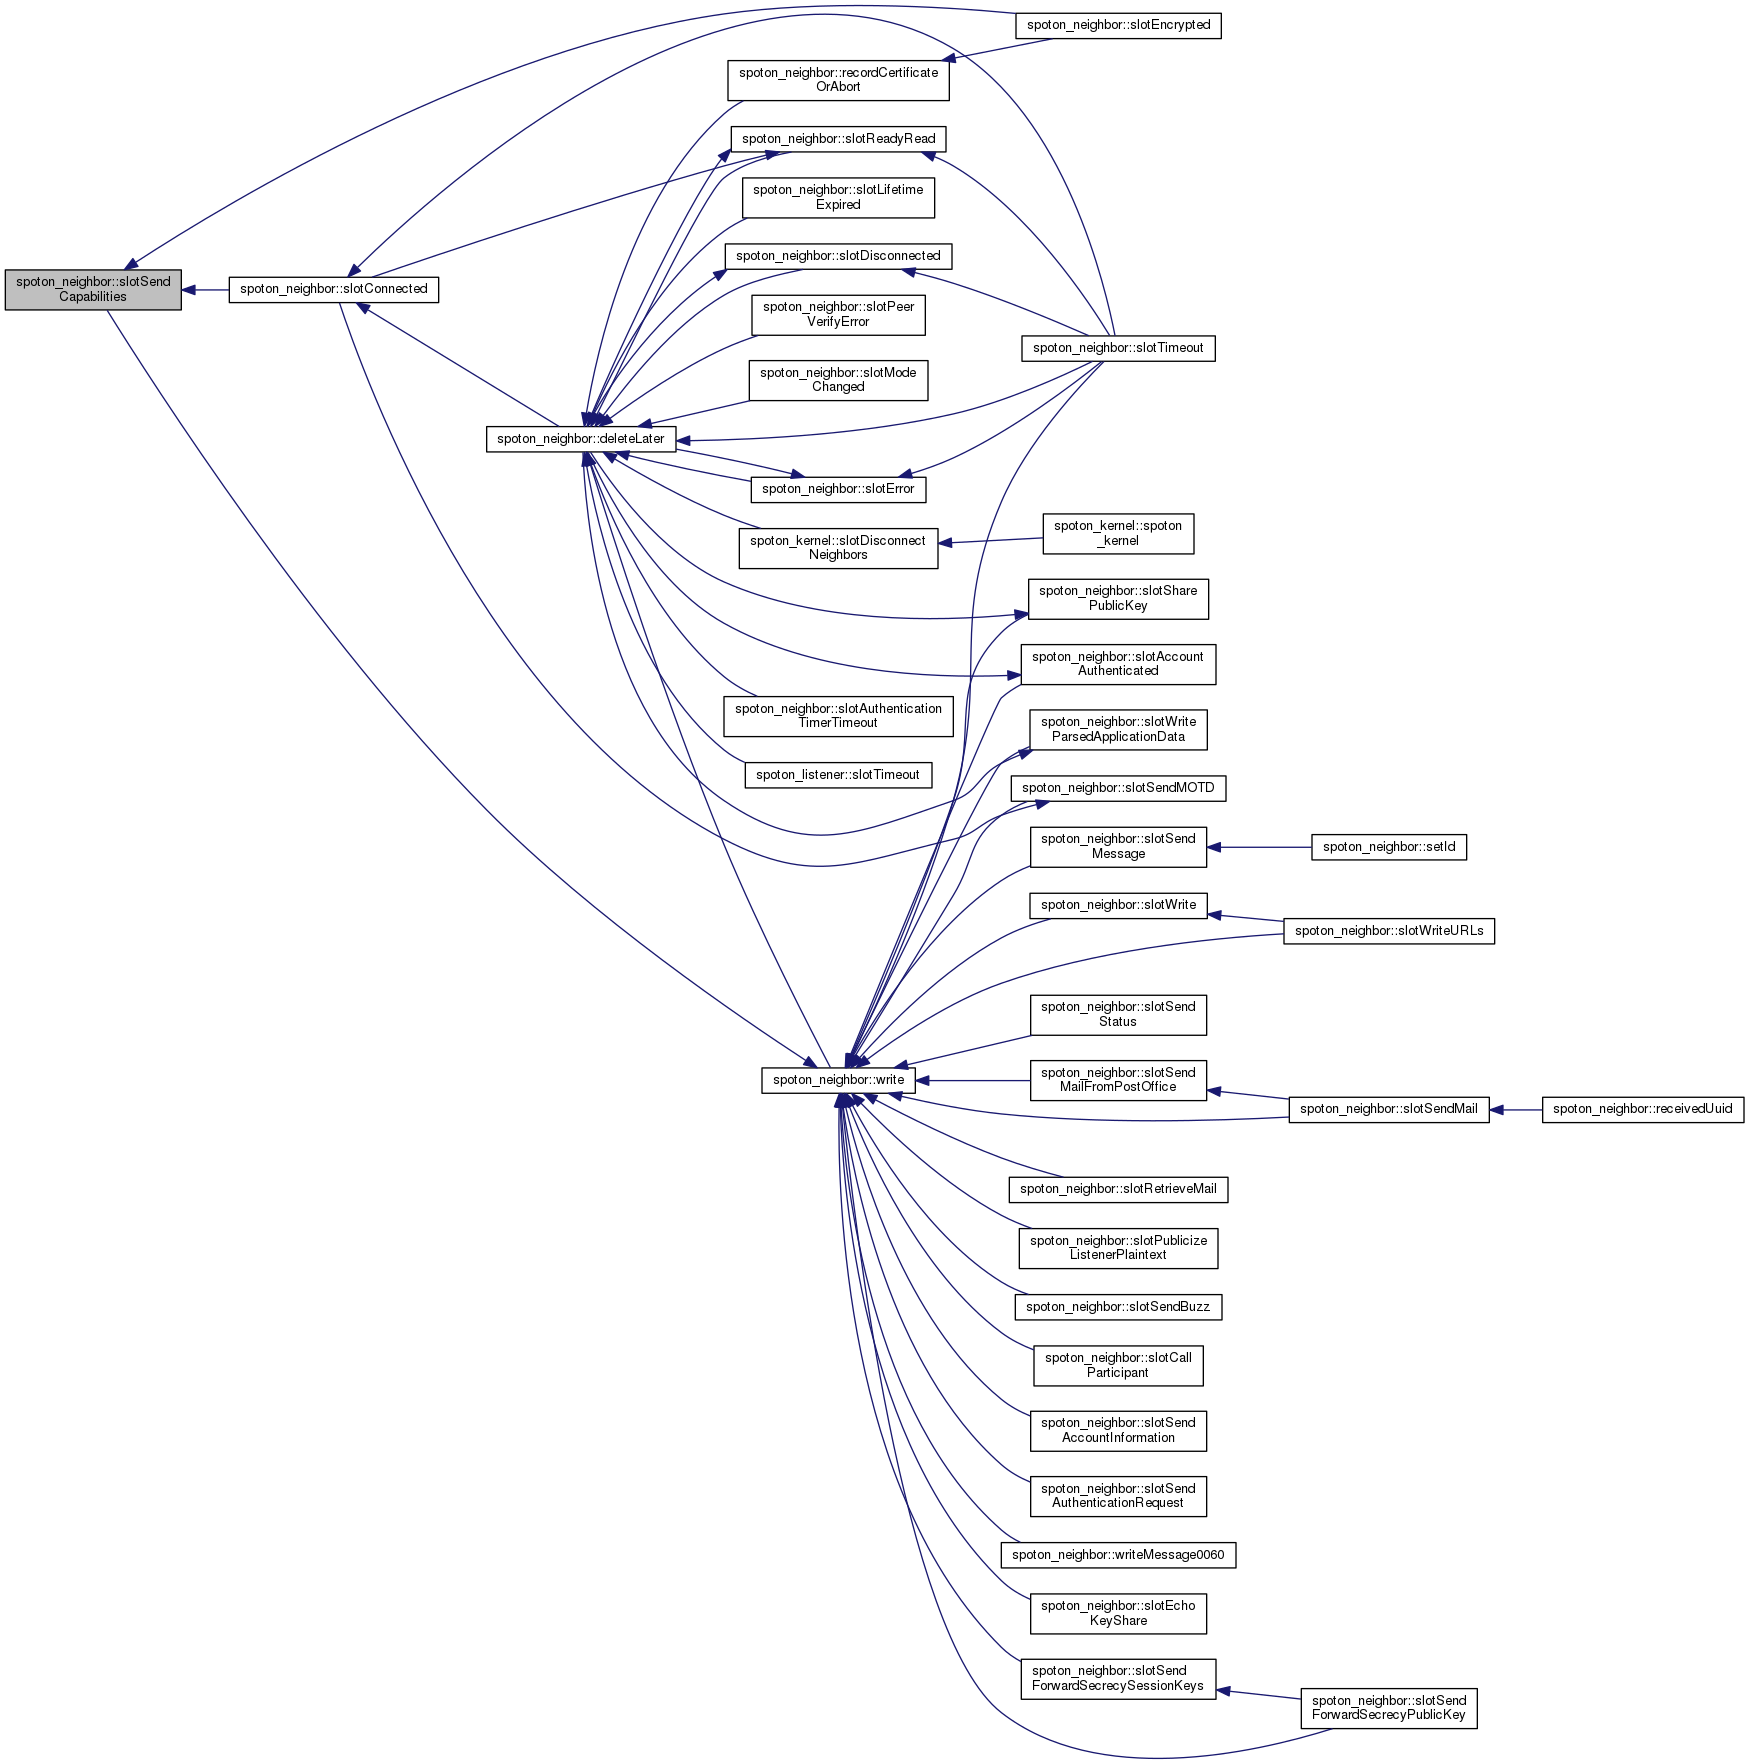 spoton_neighbor::slotSend
Capabilities
spoton_neighbor::slotConnected
spoton_neighbor::deleteLater
spoton_neighbor::recordCertificate
OrAbort
spoton_neighbor::slotReadyRead
spoton_neighbor::slotLifetime
Expired
spoton_neighbor::slotDisconnected
spoton_neighbor::slotPeer
VerifyError
spoton_neighbor::slotMode
Changed
spoton_neighbor::slotError
spoton_kernel::slotDisconnect
Neighbors
spoton_neighbor::slotAuthentication
TimerTimeout
spoton_listener::slotTimeout
spoton_neighbor::write
spoton_neighbor::slotEncrypted
spoton_neighbor::slotTimeout
spoton_kernel::spoton
_kernel
spoton_neighbor::slotShare
PublicKey
spoton_neighbor::slotAccount
Authenticated
spoton_neighbor::slotWrite
ParsedApplicationData
spoton_neighbor::slotSendMOTD
spoton_neighbor::slotSend
Message
spoton_neighbor::slotWrite
spoton_neighbor::slotSend
Status
spoton_neighbor::slotSend
MailFromPostOffice
spoton_neighbor::slotRetrieveMail
spoton_neighbor::slotPublicize
ListenerPlaintext
spoton_neighbor::slotSendBuzz
spoton_neighbor::slotCall
Participant
spoton_neighbor::slotSend
AccountInformation
spoton_neighbor::slotSend
AuthenticationRequest
spoton_neighbor::writeMessage0060
spoton_neighbor::slotEcho
KeyShare
spoton_neighbor::slotSend
ForwardSecrecySessionKeys
spoton_neighbor::setId
spoton_neighbor::slotWriteURLs
spoton_neighbor::slotSendMail
spoton_neighbor::slotSend
ForwardSecrecyPublicKey
spoton_neighbor::receivedUuid